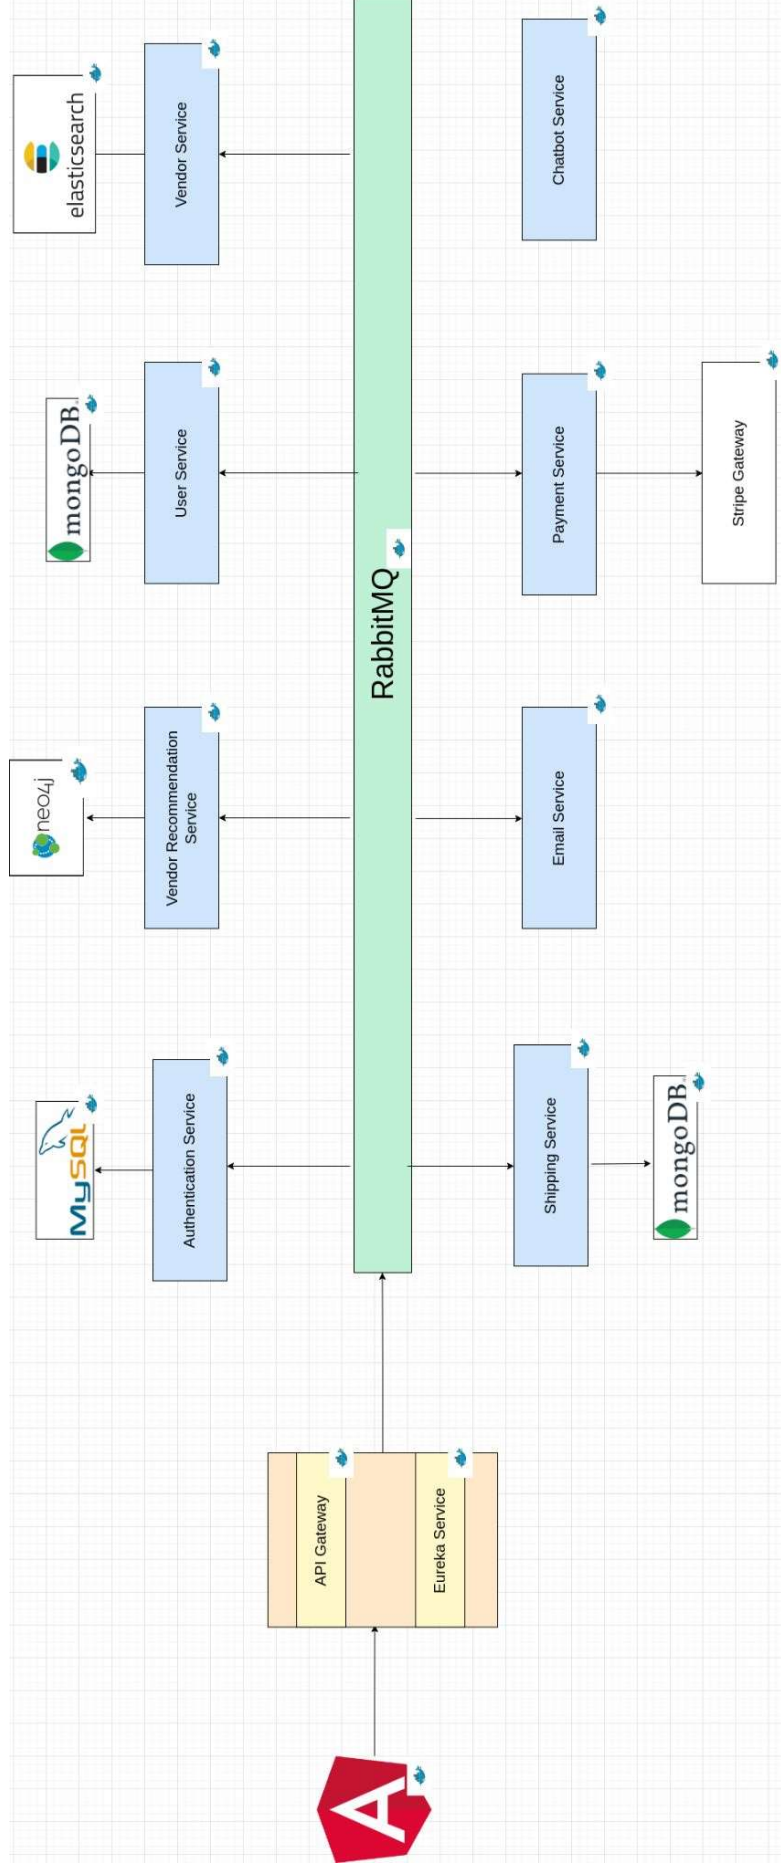 A
API Gateway
Eureka Service
RabbitMQ
MySQL
Authentication Service
neo4j
Vendor Recommendation
Service
mongoDB.
User Service
elasticsearch
Vendor Service
Shipping Service
mongoDB.
Email Service
Payment Service
Stripe Gateway
Chatbot Service